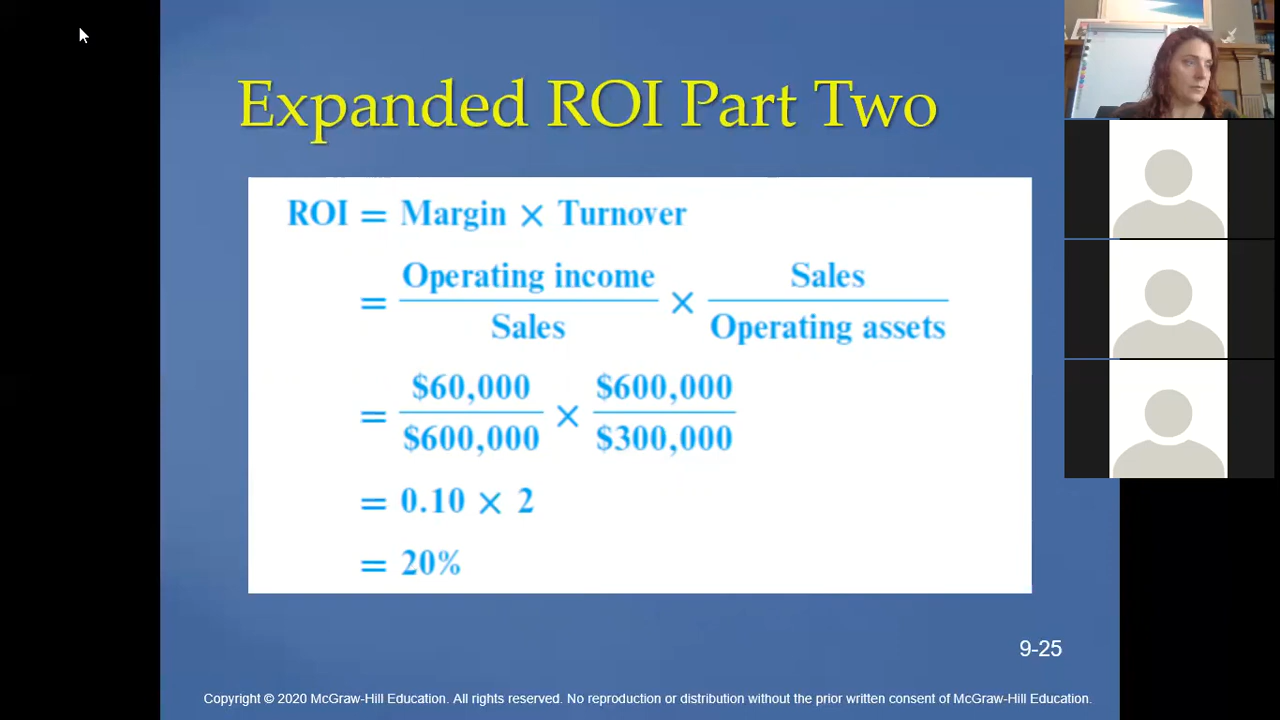 Expanded ROI Part Two
ROI = Margin × Turnover
= Operating income / Sales × Sales / Operating assets
= $60,000 / $600,000 × $600,000 / $300,000
= 0.10 × 2
= 20%
9-25
Copyright © 2020 McGraw-Hill Education. All rights reserved. No reproduction or distribution without the prior written consent of McGraw-Hill Education.